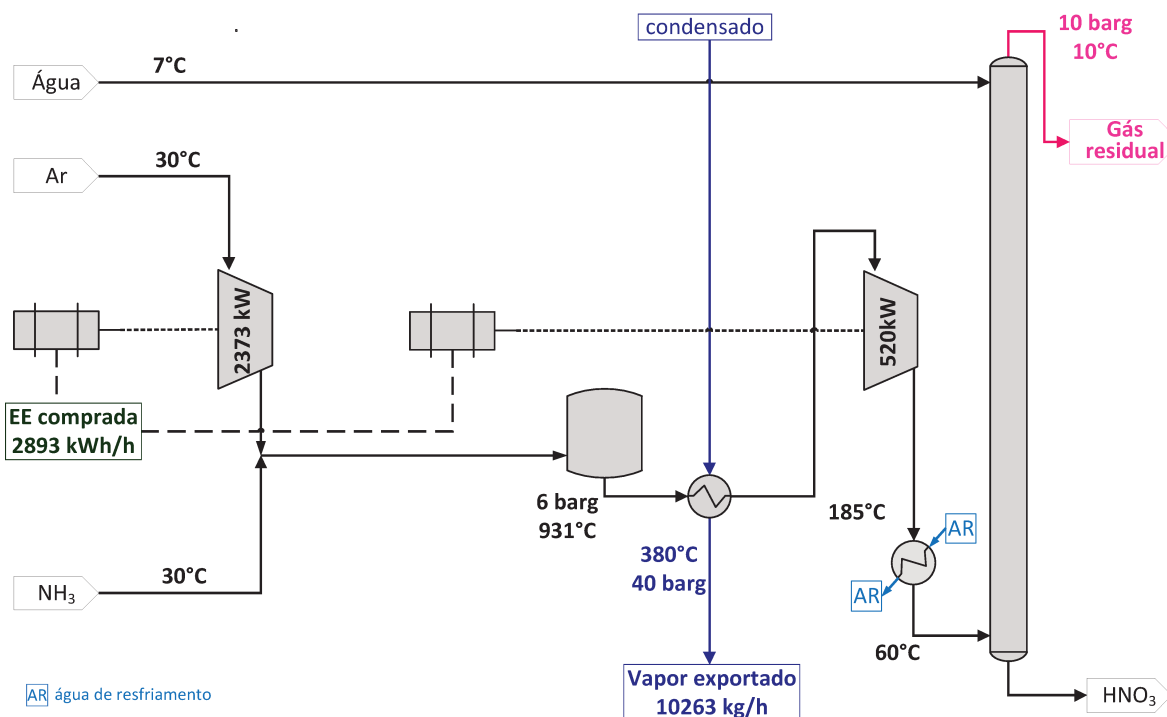 condensado
10 barg
10°C
7°C
Água
Gás
residual
30°C
Ar
2373 kW
520kW
EE comprada
2893 kWh/h
6 barg
931°C
185°C
AR
380°C
40 barg
AR
30°C
NH₃
60°C
Vapor exportado
10263 kg/h
AR água de resfriamento
HNO₃